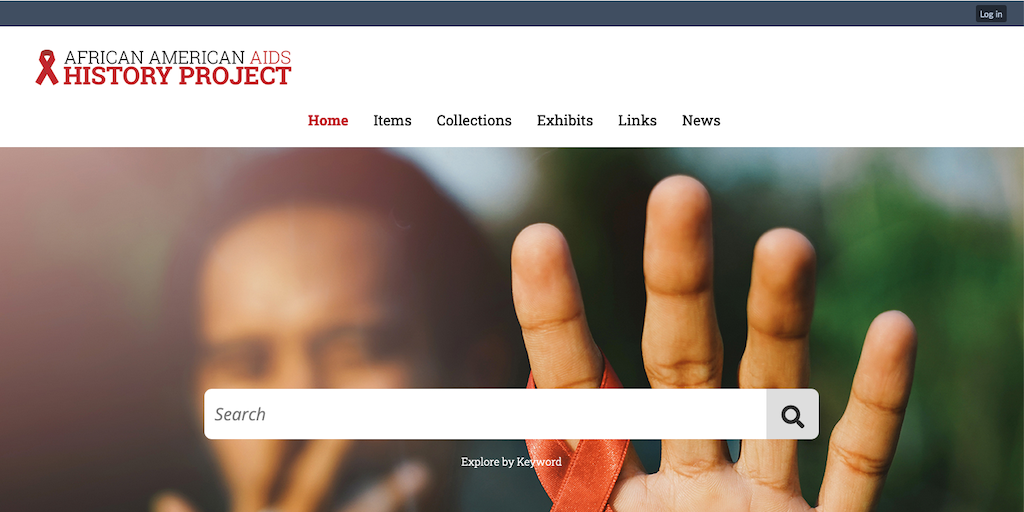 Log in
AFRICAN AMERICAN AIDS
HISTORY PROJECT
Home Items Collections Exhibits Links News
Search
Explore by Keyword